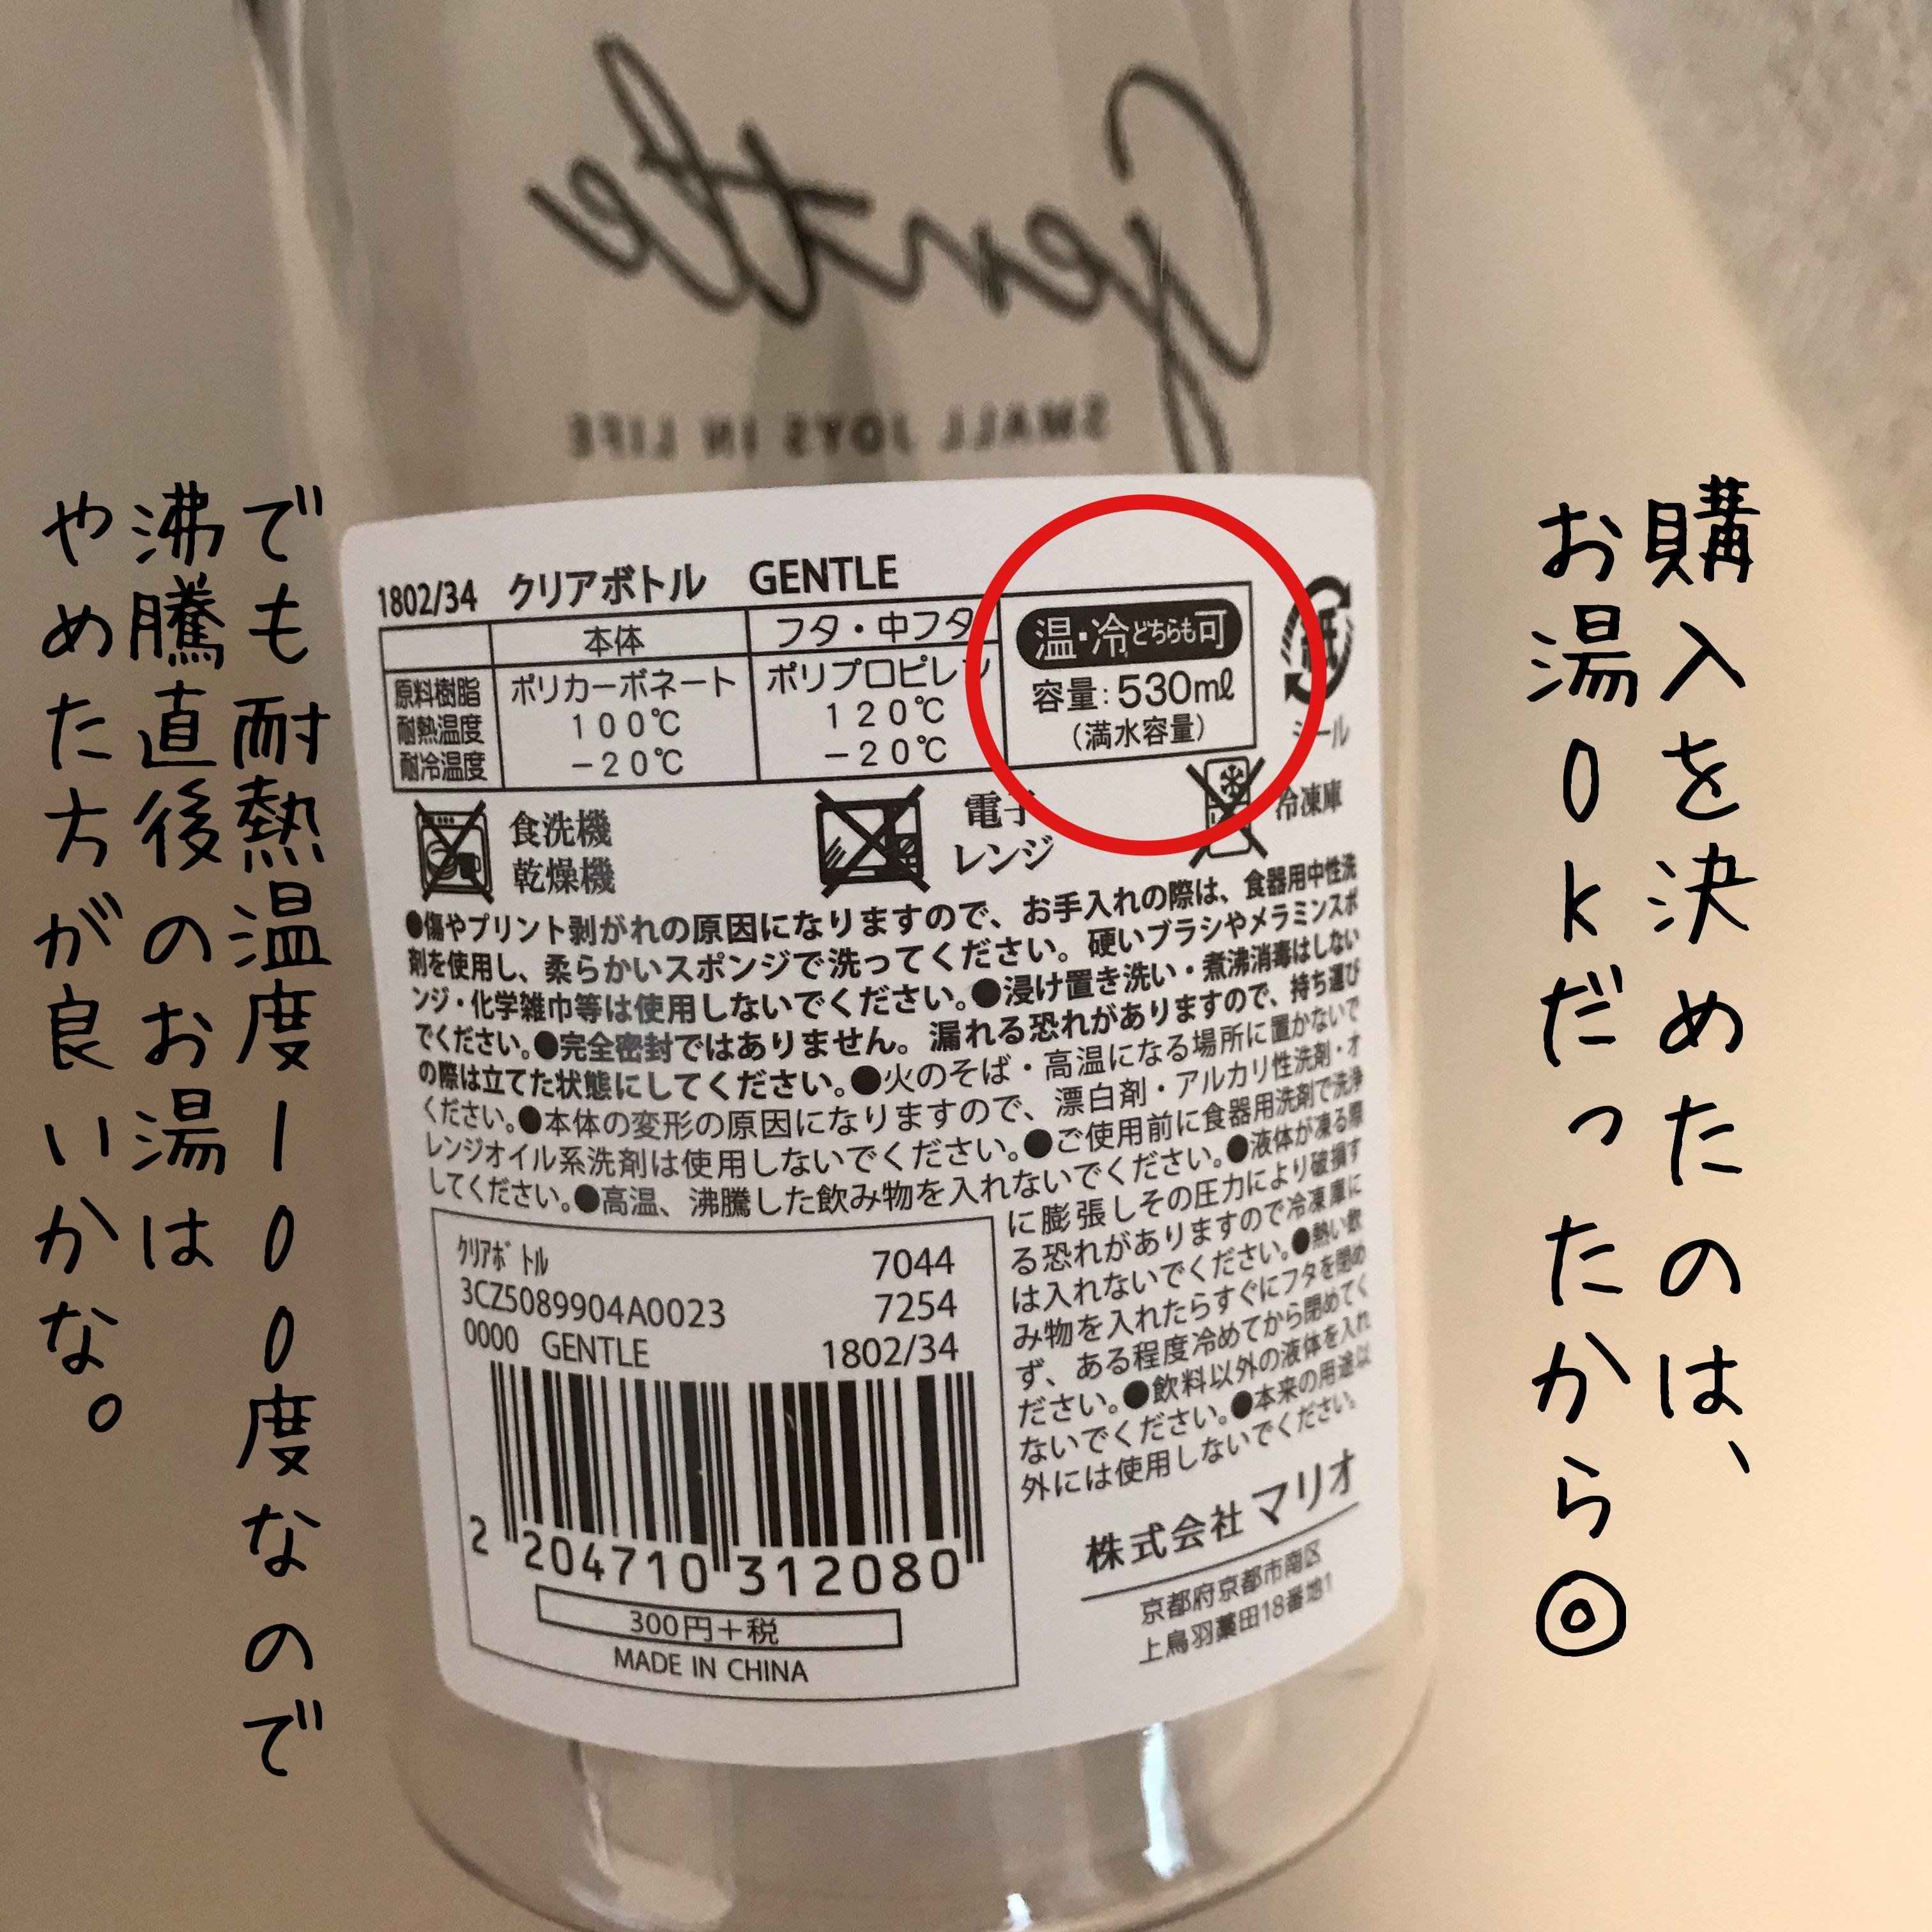 Gentle
SMALL JOYS IN LIFE
購入を決めたのは、
お湯Okだったから◎
1802/34 クリアボトル GENTLE
本体 フタ・中フタ
原料樹脂 ポリカーボネート ポリプロピレン
耐熱温度 100℃ 120℃
耐冷温度 −20℃ −20℃
温・冷どちらも可
容量:530mℓ
(満水容量)
紙
シール
食洗機
乾燥機
電子
レンジ
冷凍庫
●傷やプリント剥がれの原因になりますので、お手入れの際は、食器用中性洗
剤を使用し、柔らかいスポンジで洗ってください。硬いブラシやメラミンスポ
ンジ・化学雑巾等は使用しないでください。●浸け置き洗い・煮沸消毒はしない
でください。●完全密封ではありません。漏れる恐れがありますので、持ち運び
の際は立てた状態にしてください。●火のそば・高温になる場所に置かないで
ください。●本体の変形の原因になりますので、漂白剤・アルカリ性洗剤・オ
レンジオイル系洗剤は使用しないでください。●ご使用前に食器用洗剤で洗浄
してください。●高温、沸騰した飲み物を入れないでください。●液体が凍る際
に膨張しその圧力により破損す
る恐れがありますので冷凍庫に
は入れないでください。●熱い飲
み物を入れたらすぐにフタを閉め
ず、ある程度冷めてから閉めてく
ださい。●飲料以外の液体を入れ
ないでください。●本来の用途以
外には使用しないでください。
クリアボトル 7044
3CZ5089904A0023 7254
0000 GENTLE 1802/34
2 204710 312080
300円+税
MADE IN CHINA
株式会社マリオ
京都府京都市南区
上鳥羽藁田18番地1
でも耐熱温度100度なので
沸騰直後のお湯は
やめた方が良いかな。